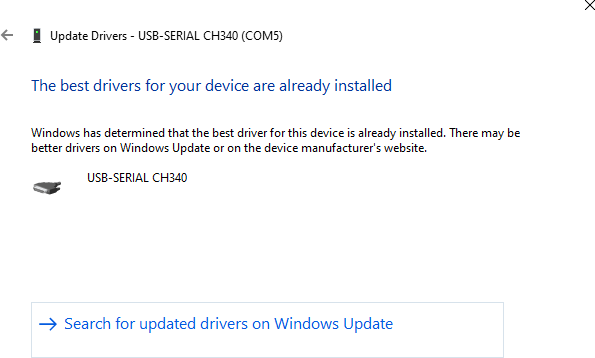 Update Drivers - USB-SERIAL CH340 (COM5)
The best drivers for your device are already installed
Windows has determined that the best driver for this device is already installed. There may be
better drivers on Windows Update or on the device manufacturer's website.
USB-SERIAL CH340
Search for updated drivers on Windows Update